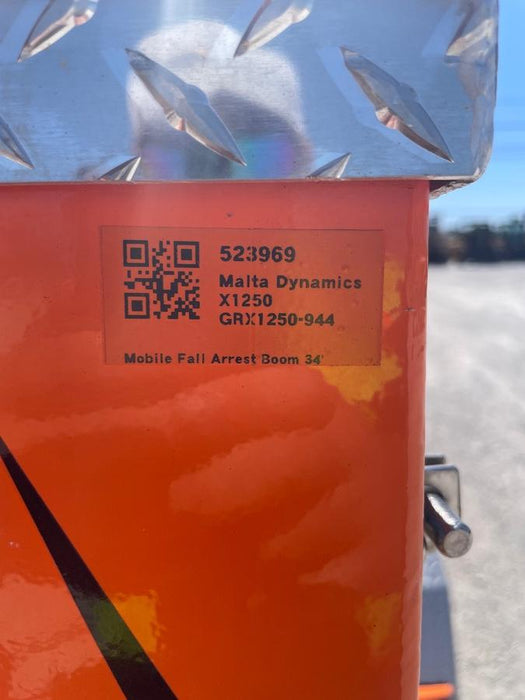 523969
Malta Dynamics
X1250
GRX1250-944
Mobile Fall Arrest Boom 34'